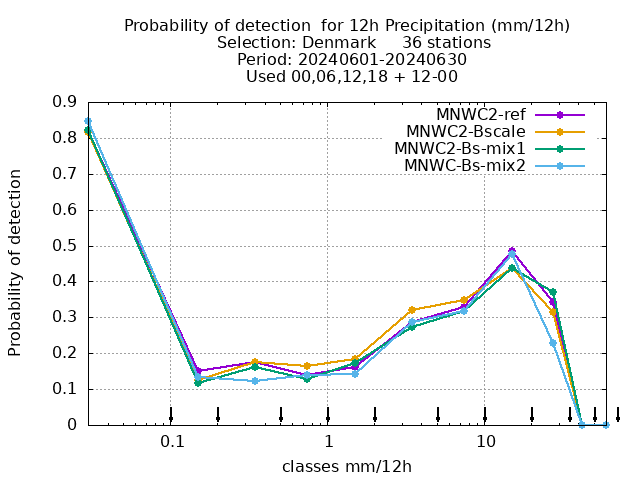 Probability of detection  for 12h Precipitation (mm/12h)
Selection: Denmark     36 stations
Period: 20240601-20240630
Used 00,06,12,18 + 12-00
MNWC2-ref
MNWC2-Bscale
MNWC2-Bs-mix1
MNWC-Bs-mix2
Probability of detection
0.9
0.8
0.7
0.6
0.5
0.4
0.3
0.2
0.1
0
0.1
1
10
classes mm/12h